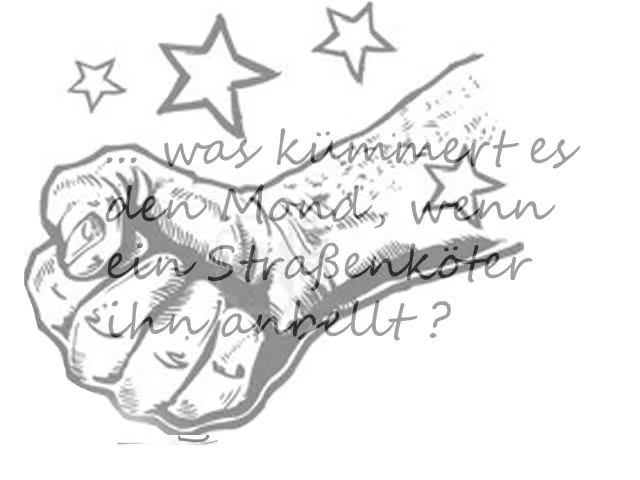 ... was kümmert es
den Mond, wenn
ein Straßenköter
ihn anbellt ?